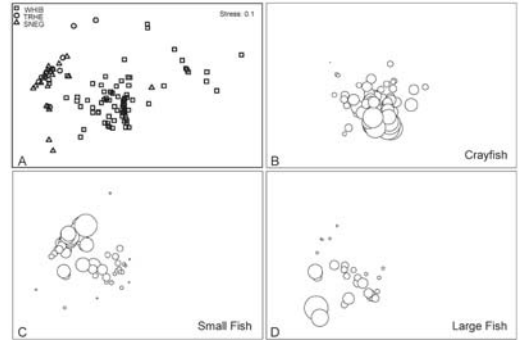 WHIB
TRHE
SNEG
Stress: 0.1
A
B
Crayfish
C
Small Fish
D
Large Fish